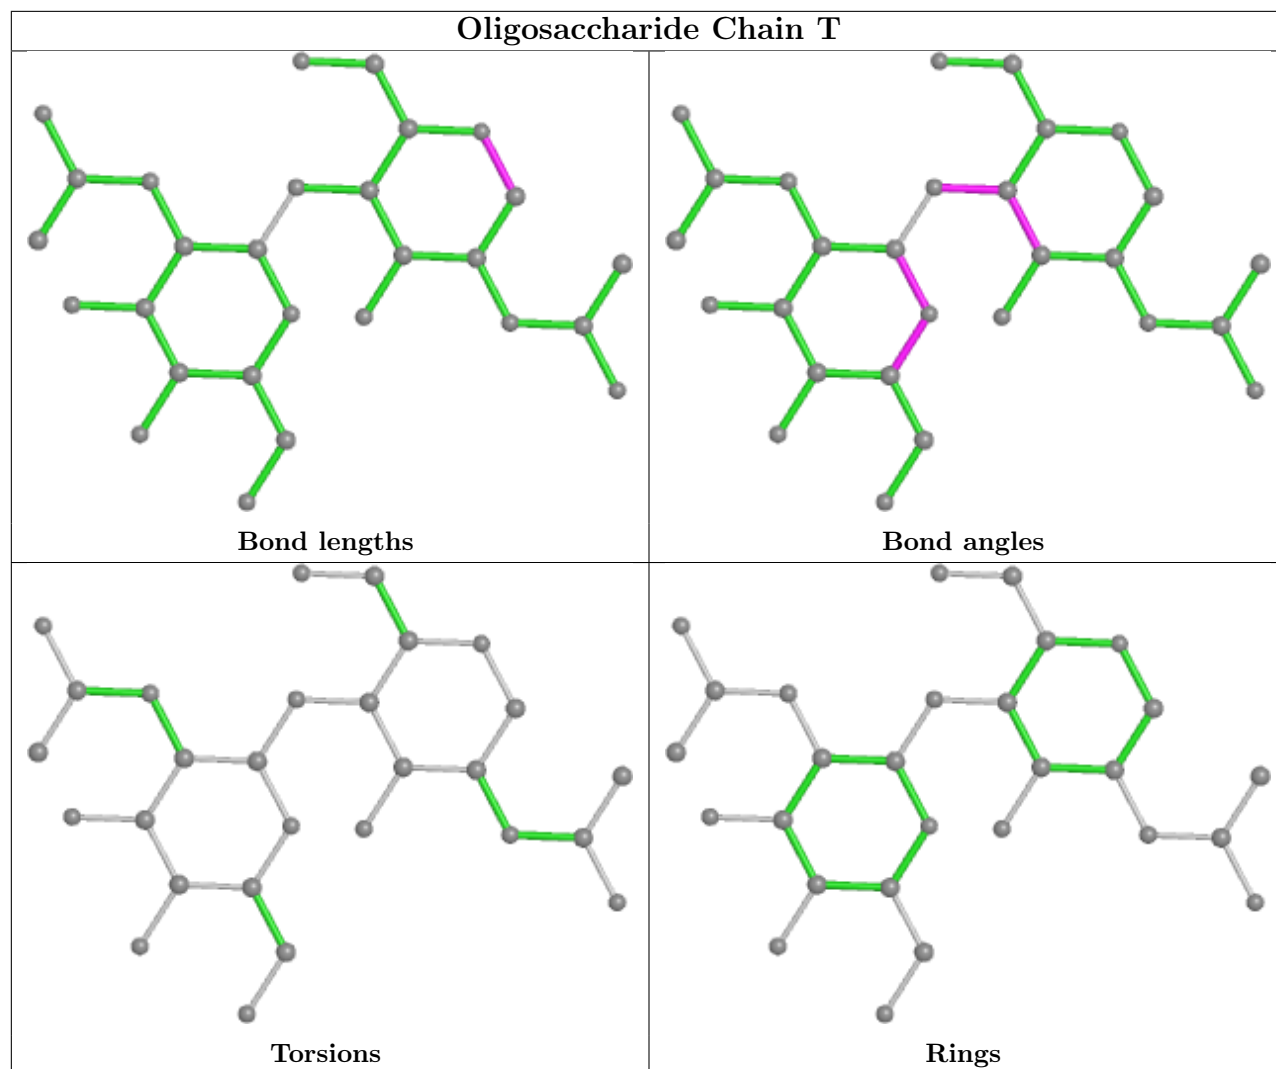 Oligosaccharide Chain T
Bond lengths
Bond angles
Torsions
Rings